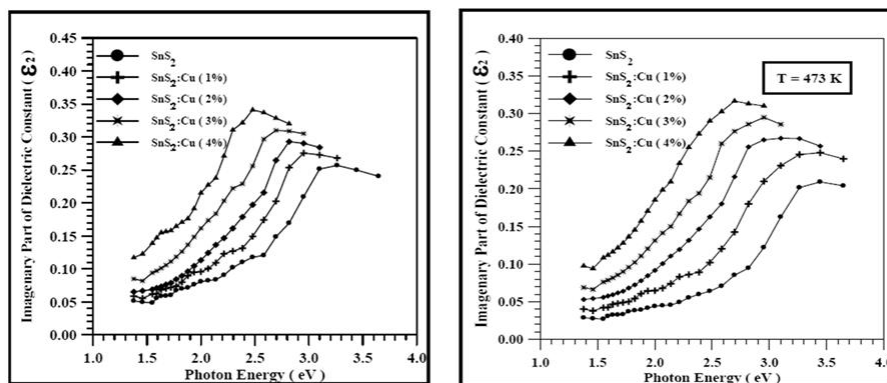 0.45
0.40
0.35
0.30
0.25
0.20
0.15
0.10
0.05
0.00
Imagenary Part of Dielectric Constant ( ε2 )
SnS2
SnS2:Cu ( 1%)
SnS2:Cu ( 2%)
SnS2:Cu ( 3%)
SnS2:Cu ( 4%)
1.0 1.5 2.0 2.5 3.0 3.5 4.0
Photon Energy ( eV )
0.40
0.35
0.30
0.25
0.20
0.15
0.10
0.05
0.00
Imagenary Part of Dielectric Constant ( ε2 )
SnS2
SnS2:Cu ( 1%)
SnS2:Cu ( 2%)
SnS2:Cu ( 3%)
SnS2:Cu ( 4%)
T = 473 K
1.0 1.5 2.0 2.5 3.0 3.5 4.0
Photon Energy ( eV )